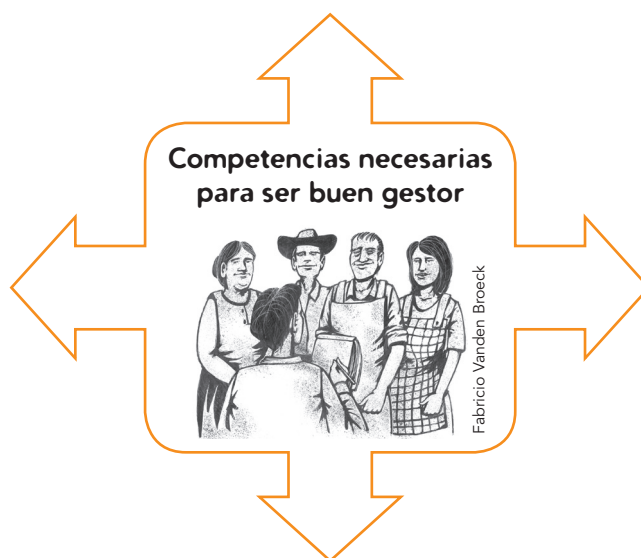 Competencias necesarias
para ser buen gestor
Fabricio Vanden Broeck